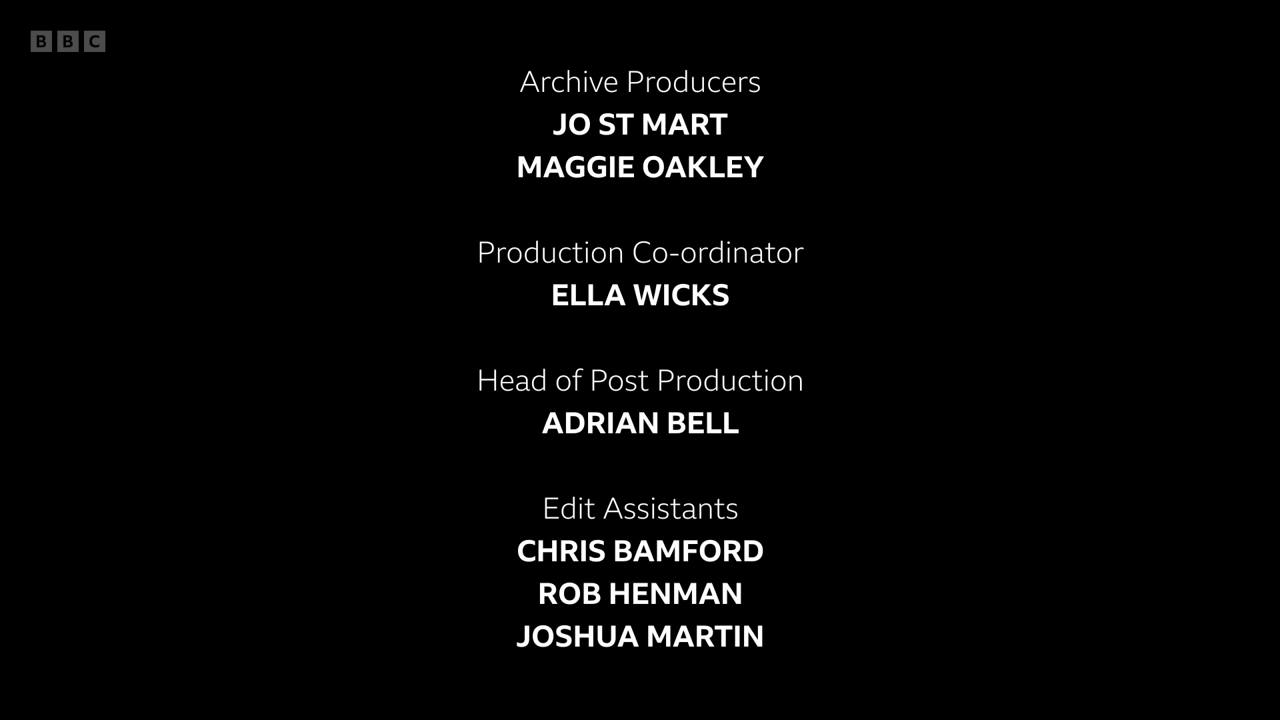 BBC
Archive Producers
JO ST MART
MAGGIE OAKLEY
Production Co-ordinator
ELLA WICKS
Head of Post Production
ADRIAN BELL
Edit Assistants
CHRIS BAMFORD
ROB HENMAN
JOSHUA MARTIN